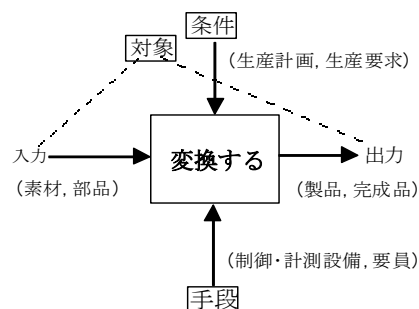 条件
対象
(生産計画, 生産要求)
入力
変換する
出力
(素材, 部品)
(製品, 完成品)
(制御・計測設備, 要員)
手段